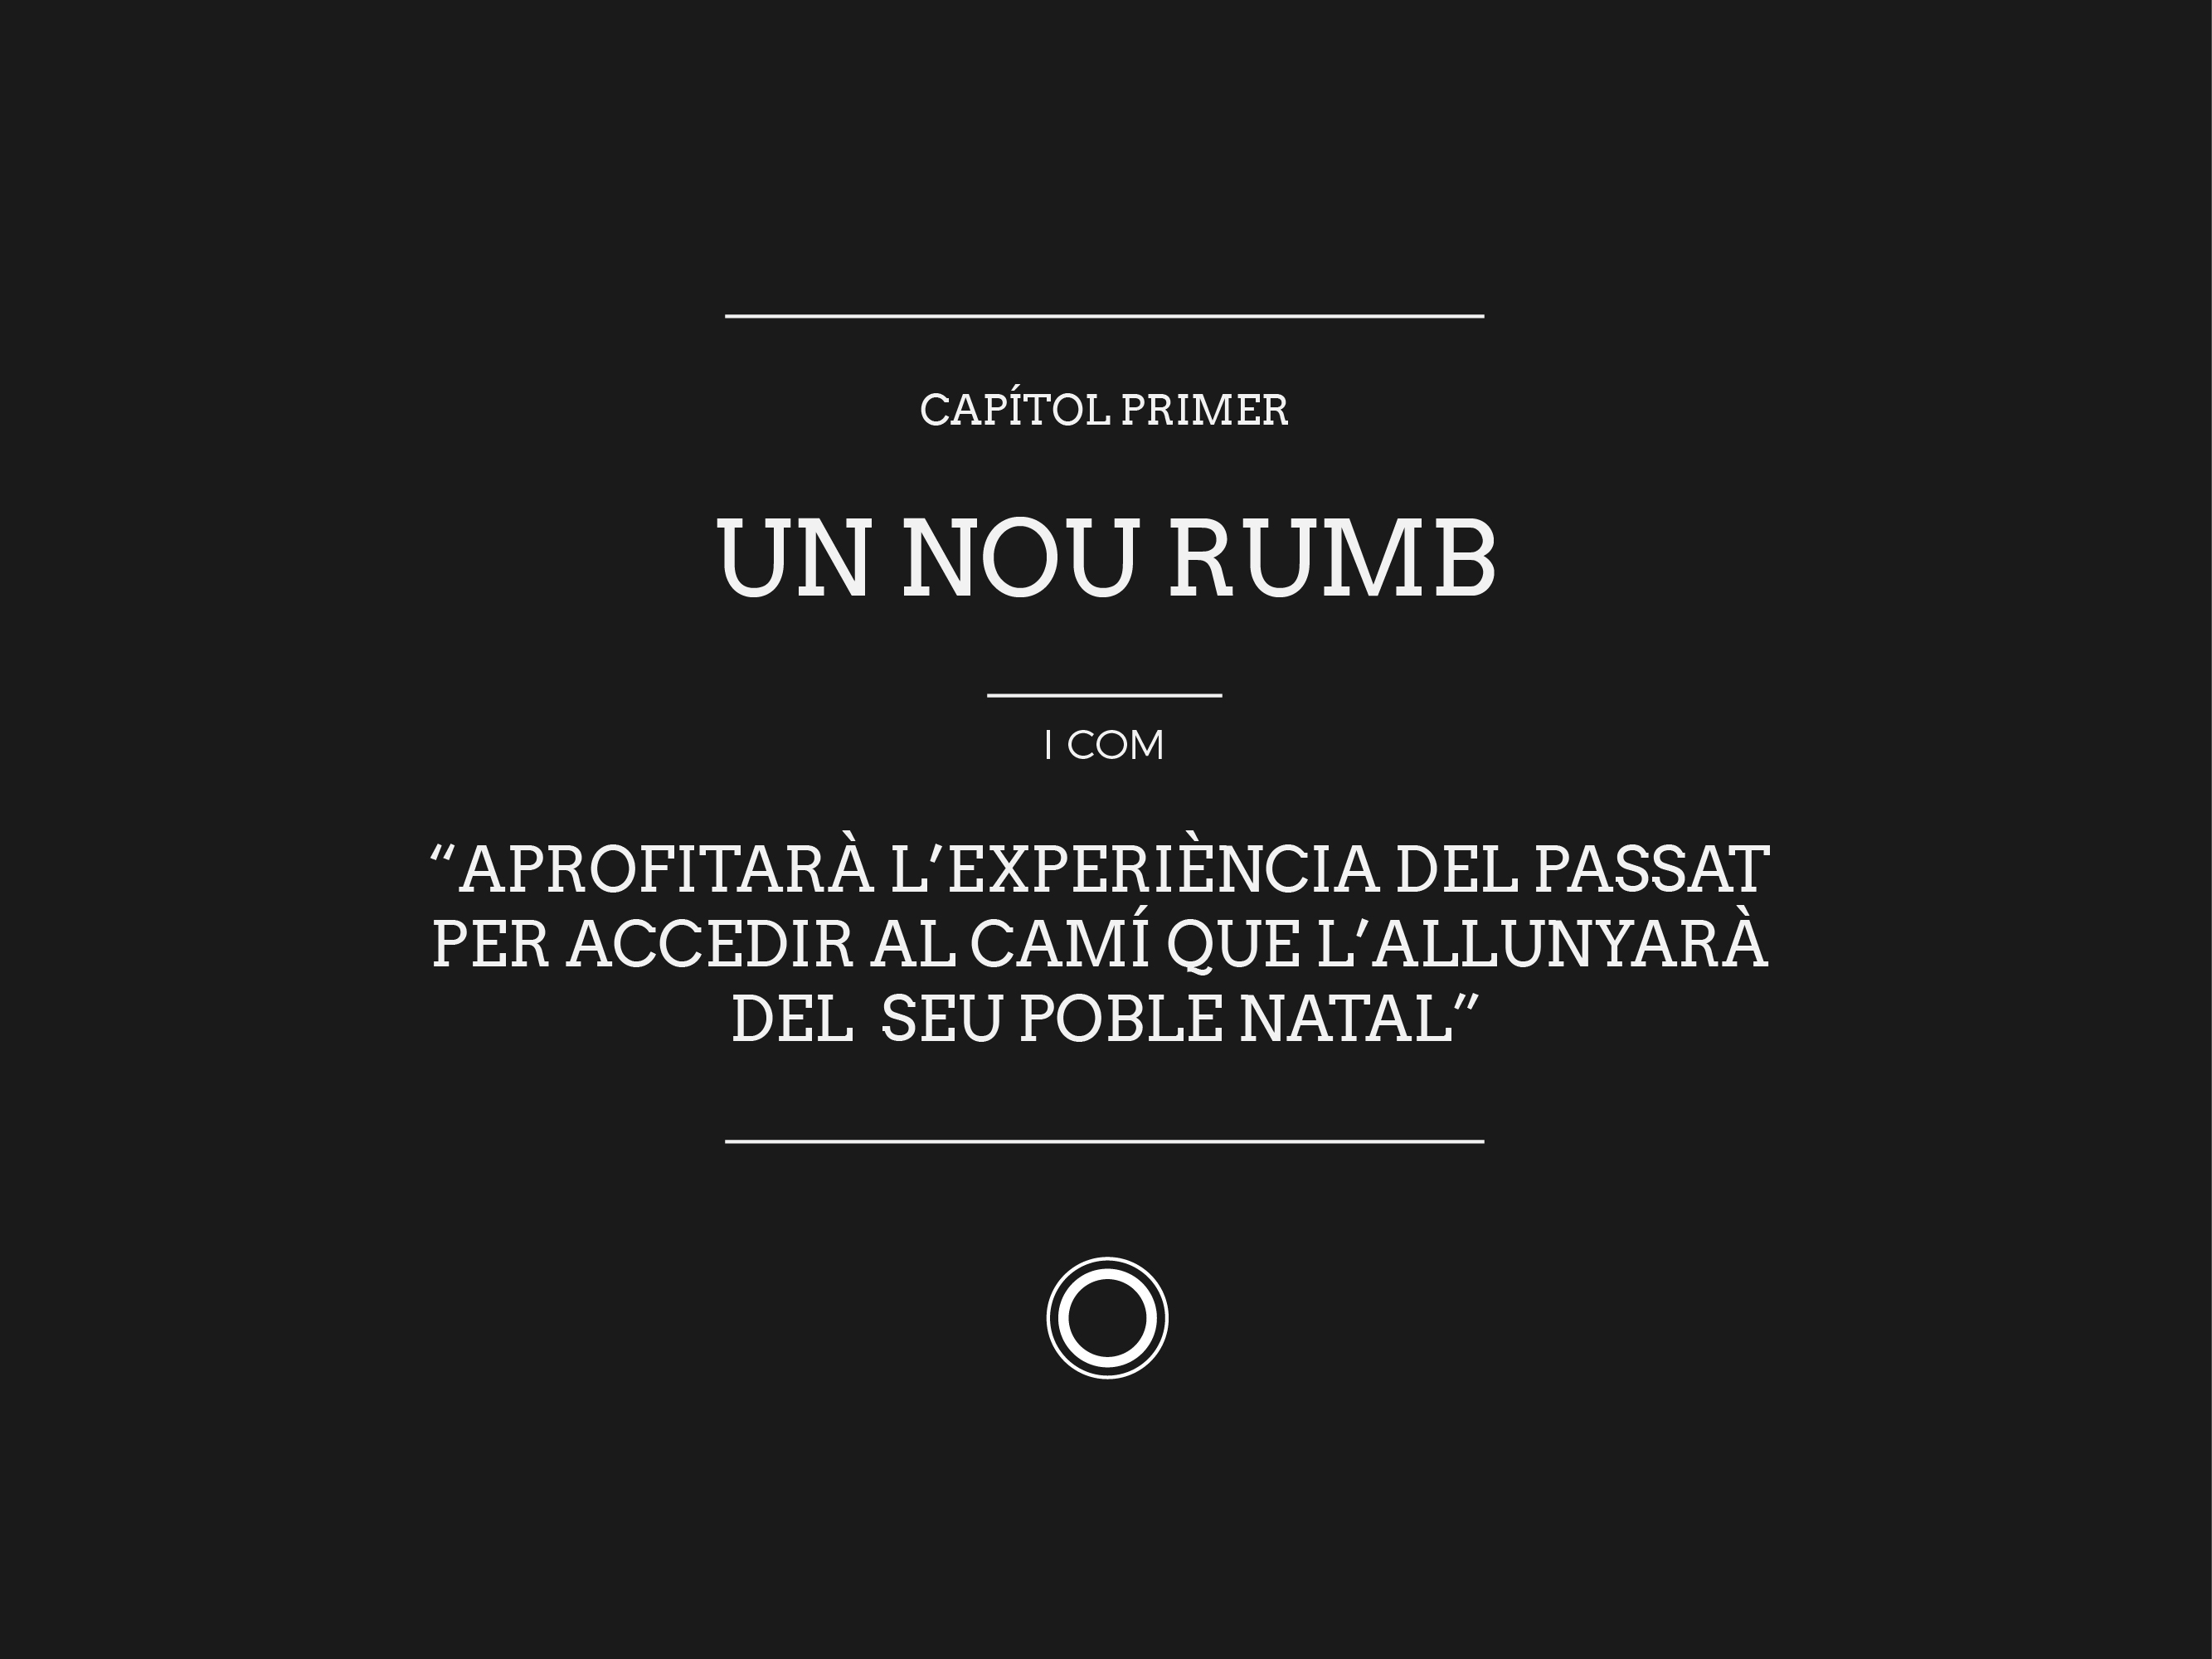 CAPÍTOL PRIMER
UN NOU RUMB
I COM
“APROFITARÀ L’EXPERIÈNCIA DEL PASSAT
PER ACCEDIR AL CAMÍ QUE L’ALLUNYARÀ
DEL  SEU POBLE NATAL”